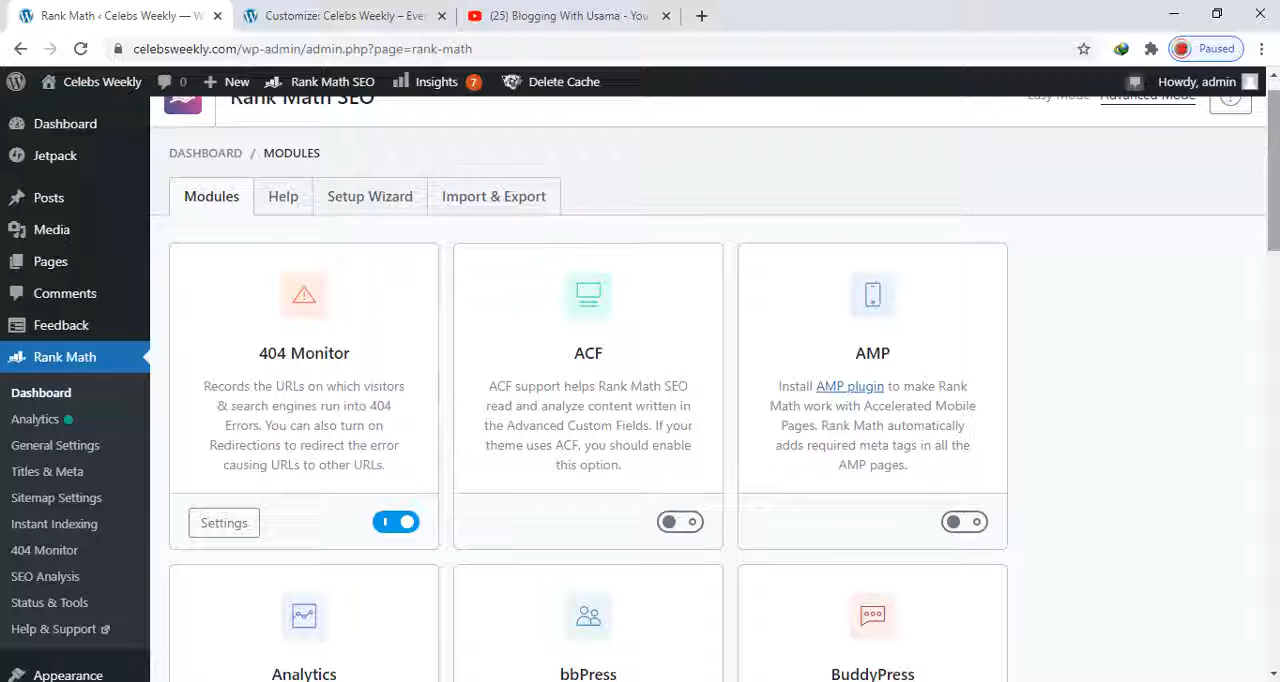 Rank Math ‹ Celebs Weekly — W
Customize: Celebs Weekly – Ever
(25) Blogging With Usama - You
celebsweekly.com/wp-admin/admin.php?page=rank-math
Paused
Celebs Weekly
0
New
Rank Math SEO
Insights 7
Delete Cache
Howdy, admin
Rank Math SEO
Easy Mode
Advanced Mode
Dashboard
Jetpack
Posts
Media
Pages
Comments
Feedback
Rank Math
Dashboard
Analytics
General Settings
Titles & Meta
Sitemap Settings
Instant Indexing
404 Monitor
SEO Analysis
Status & Tools
Help & Support
Appearance
DASHBOARD / MODULES
Modules
Help
Setup Wizard
Import & Export
404 Monitor
Records the URLs on which visitors
& search engines run into 404
Errors. You can also turn on
Redirections to redirect the error
causing URLs to other URLs.
Settings
ACF
ACF support helps Rank Math SEO
read and analyze content written in
the Advanced Custom Fields. If your
theme uses ACF, you should enable
this option.
AMP
Install AMP plugin to make Rank
Math work with Accelerated Mobile
Pages. Rank Math automatically
adds required meta tags in all the
AMP pages.
Analytics
bbPress
BuddyPress